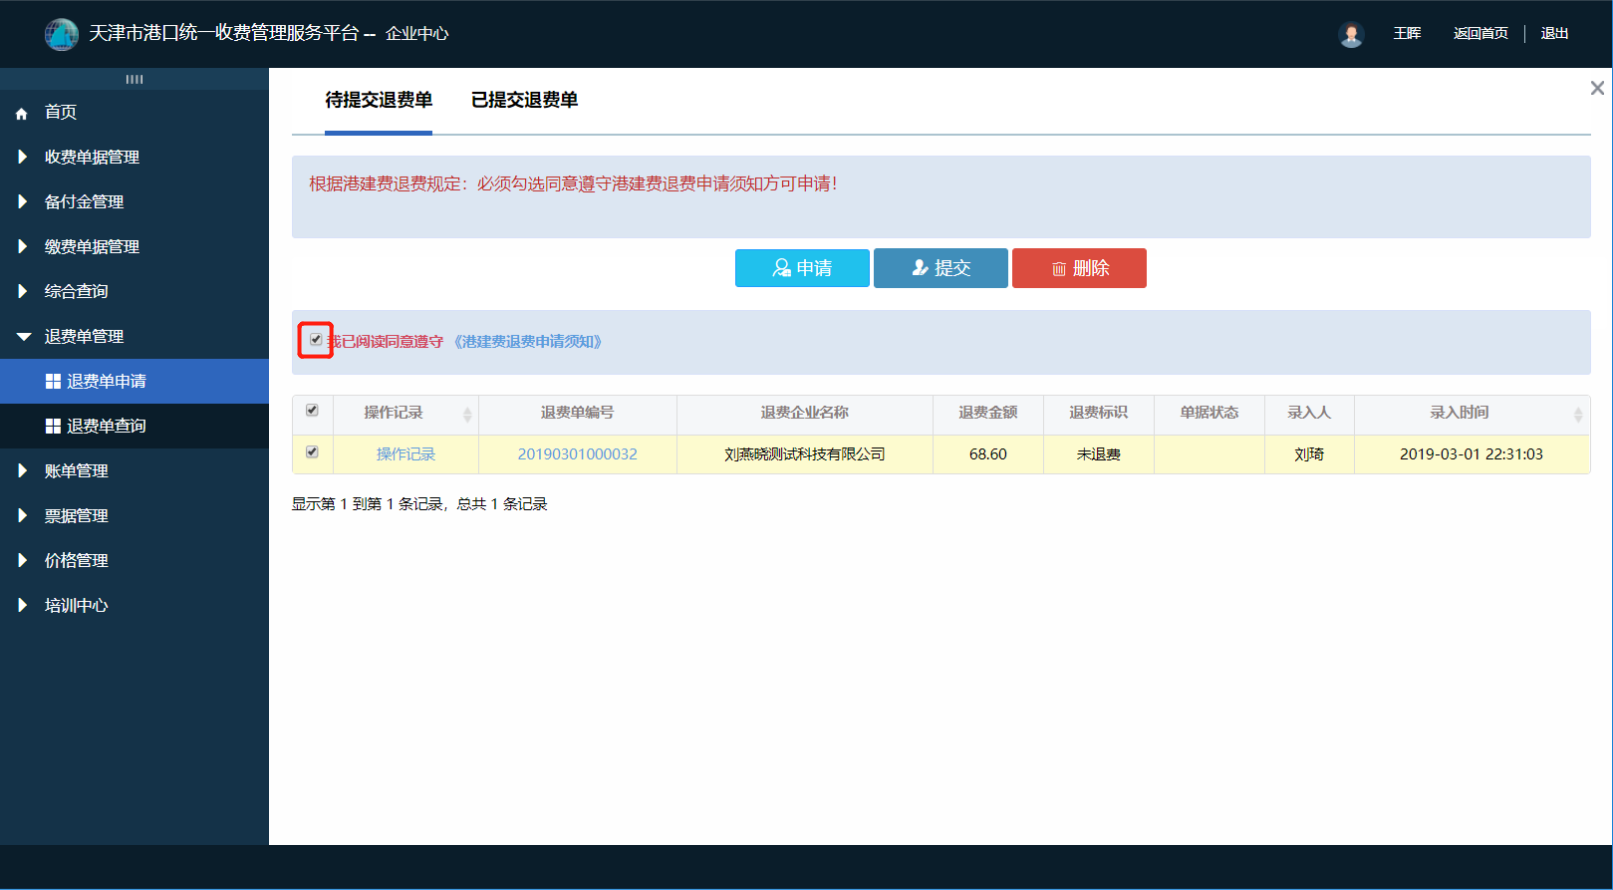 天津市港口统一收费管理服务平台 -- 企业中心
王晖 返回首页 | 退出
首页
收费单据管理
备付金管理
缴费单据管理
综合查询
退费单管理
退费单申请
退费单查询
账单管理
票据管理
价格管理
培训中心
待提交退费单 已提交退费单
根据港建费退费规定：必须勾选同意遵守港建费退费申请须知方可申请！
申请 提交 删除
我已阅读同意遵守 《港建费退费申请须知》
操作记录 退费单编号 退费企业名称 退费金额 退费标识 单据状态 录入人 录入时间
操作记录 20190301000032 刘燕晓测试科技有限公司 68.60 未退费 刘琦 2019-03-01 22:31:03
显示第 1 到第 1 条记录，总共 1 条记录